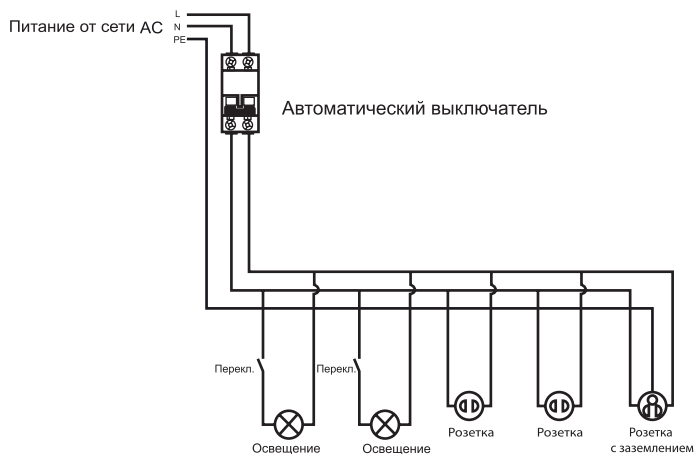 L
Питание от сети AC
N
PE
Автоматический выключатель
Перекл.
Перекл.
Освещение
Освещение
Розетка
Розетка
Розетка
с заземлением